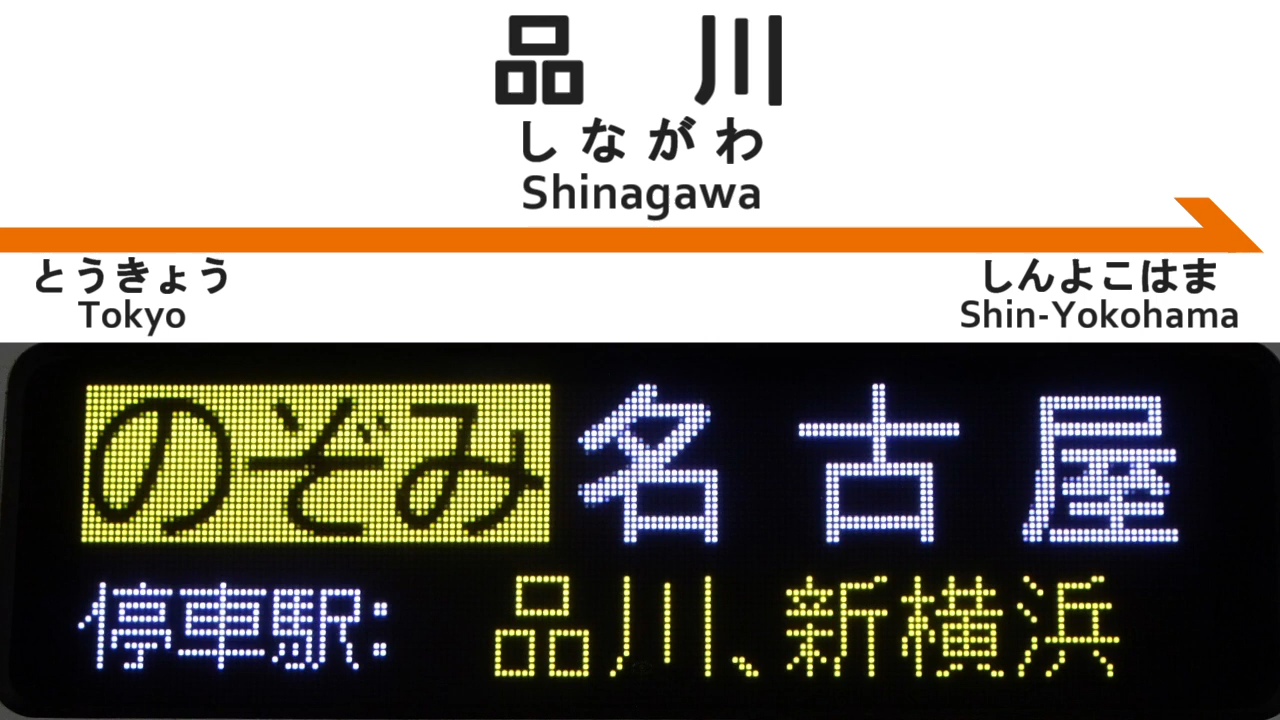 品川
しながわ
Shinagawa
とうきょう
Tokyo
しんよこはま
Shin-Yokohama
のぞみ 名古屋
停車駅: 品川、新横浜